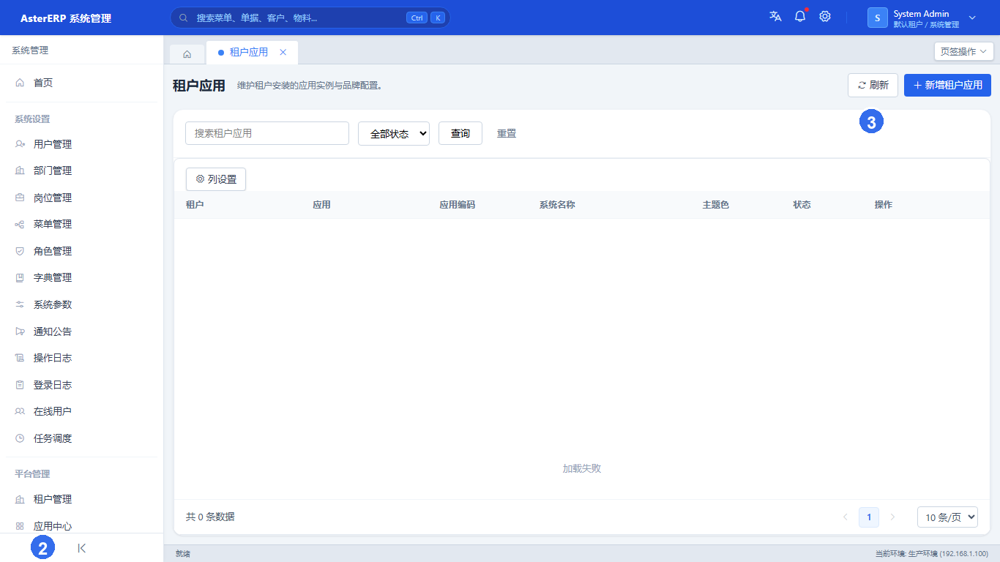 AsterERP 系统管理
搜索菜单、单据、客户、物料...
Ctrl K
S
System Admin
默认租户 / 系统管理
系统管理
租户应用
页签操作
首页
租户应用
维护租户安装的应用实例与品牌配置。
刷新
新增租户应用
系统设置
用户管理
部门管理
岗位管理
菜单管理
角色管理
字典管理
系统参数
通知公告
操作日志
登录日志
在线用户
任务调度
平台管理
租户管理
应用中心
2
3
搜索租户应用
全部状态
查询
重置
列设置
租户 应用 应用编码 系统名称 主题色 状态 操作
加载失败
共 0 条数据
1
10 条/页
就绪
当前环境: 生产环境 (192.168.1.100)